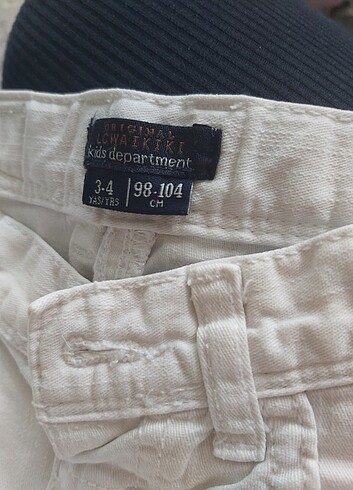 ORIGINAL
LCWAIKIKI
kids department
3-4 98-104
YAŞ/YRS CM